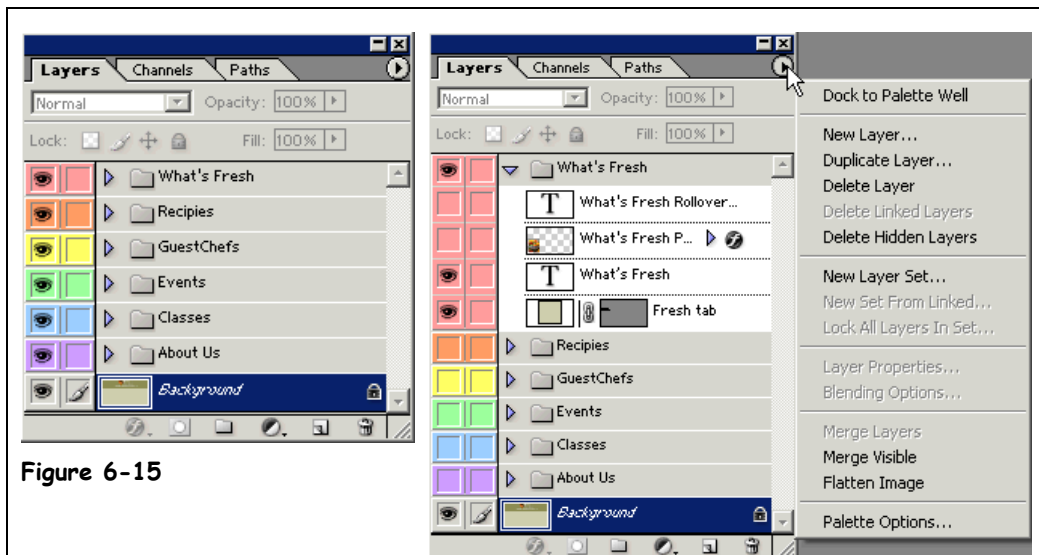 Layers Channels Paths
Normal Opacity: 100%
Lock: Fill: 100%
What's Fresh
Recipies
GuestChefs
Events
Classes
About Us
Background
Figure 6-15
Layers Channels Paths
Normal Opacity: 100%
Lock: Fill: 100%
What's Fresh
T What's Fresh Rollover...
What's Fresh P...
T What's Fresh
Fresh tab
Recipies
GuestChefs
Events
Classes
About Us
Background
Dock to Palette Well
New Layer...
Duplicate Layer...
Delete Layer
Delete Linked Layers
Delete Hidden Layers
New Layer Set...
New Set From Linked...
Lock All Layers In Set...
Layer Properties...
Blending Options...
Merge Layers
Merge Visible
Flatten Image
Palette Options...